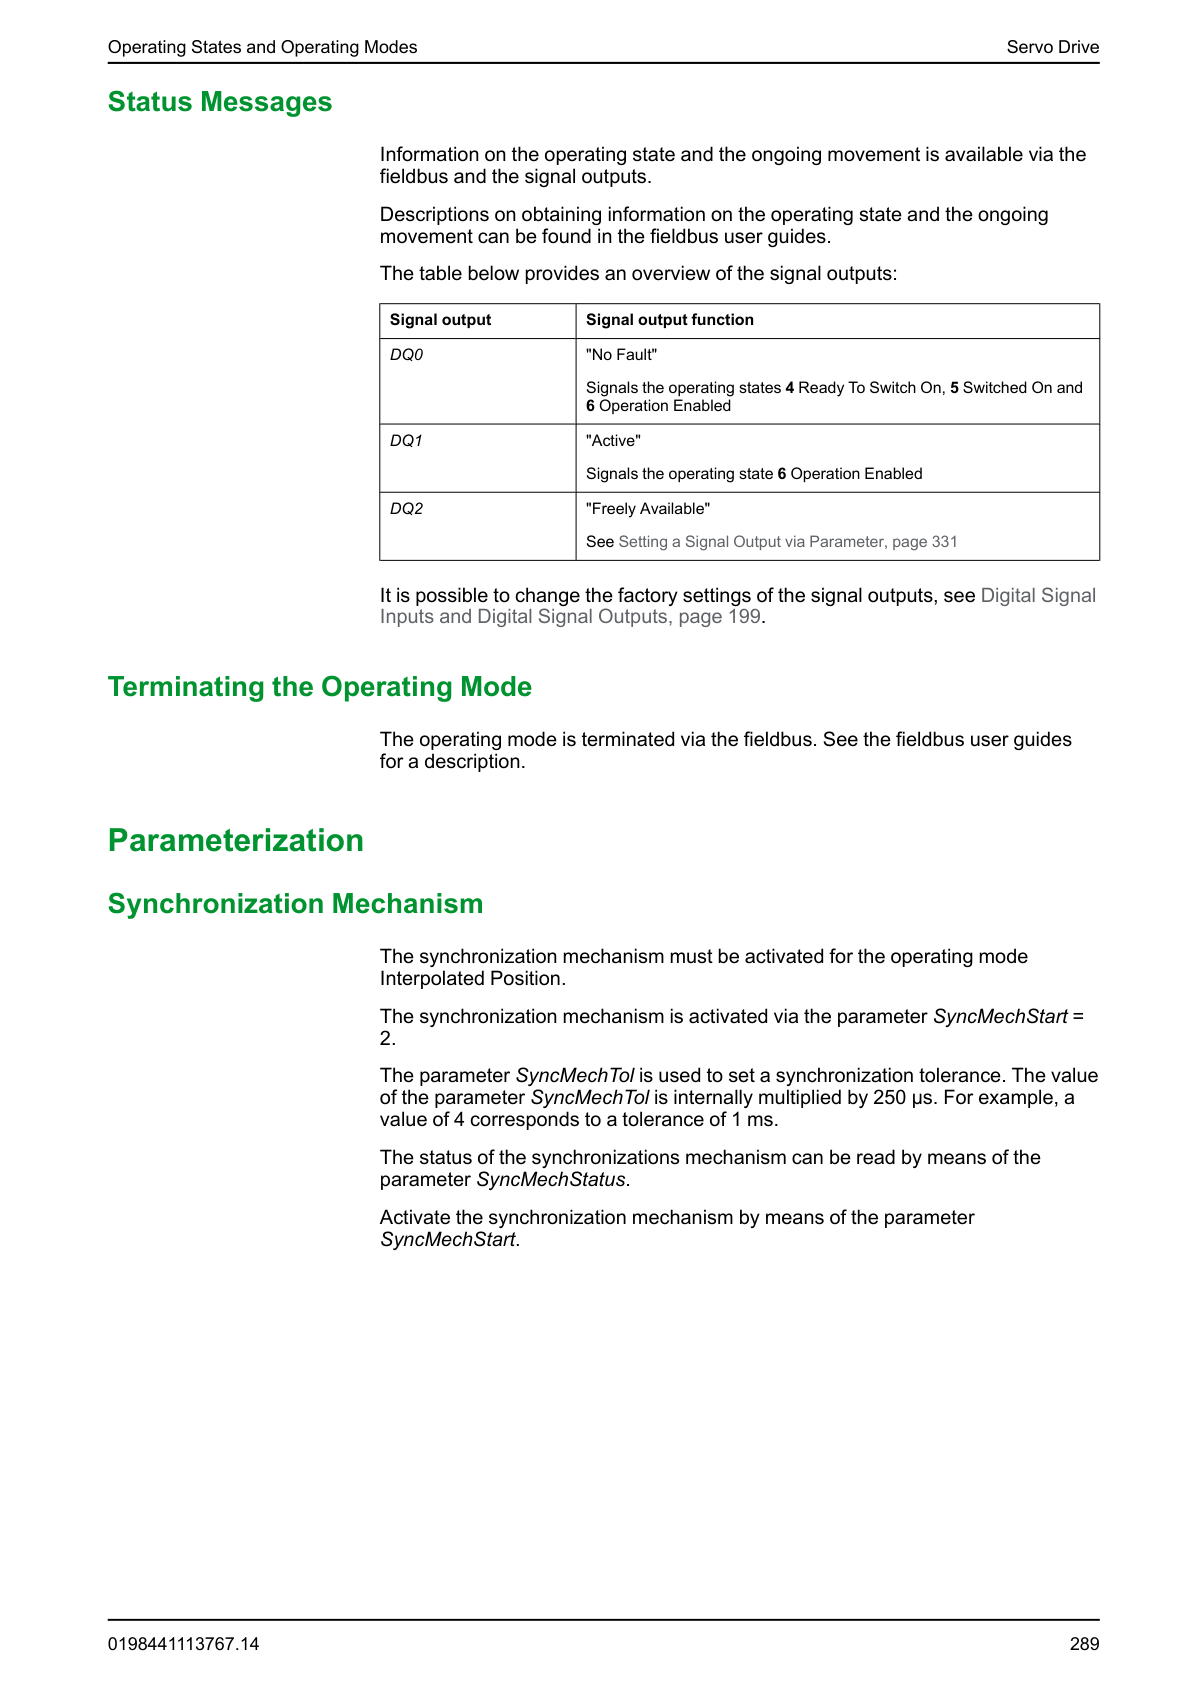 Operating States and Operating Modes
Servo Drive
Status Messages
Information on the operating state and the ongoing movement is available via the
fieldbus and the signal outputs.
Descriptions on obtaining information on the operating state and the ongoing
movement can be found in the fieldbus user guides.
The table below provides an overview of the signal outputs:
Signal output
Signal output function
DQ0
"No Fault"
Signals the operating states 4 Ready To Switch On, 5 Switched On and
6 Operation Enabled
DQ1
"Active"
Signals the operating state 6 Operation Enabled
DQ2
"Freely Available"
See Setting a Signal Output via Parameter, page 331
It is possible to change the factory settings of the signal outputs, see Digital Signal
Inputs and Digital Signal Outputs, page 199.
Terminating the Operating Mode
The operating mode is terminated via the fieldbus. See the fieldbus user guides
for a description.
Parameterization
Synchronization Mechanism
The synchronization mechanism must be activated for the operating mode
Interpolated Position.
The synchronization mechanism is activated via the parameter SyncMechStart =
2.
The parameter SyncMechTol is used to set a synchronization tolerance. The value
of the parameter SyncMechTol is internally multiplied by 250 µs. For example, a
value of 4 corresponds to a tolerance of 1 ms.
The status of the synchronizations mechanism can be read by means of the
parameter SyncMechStatus.
Activate the synchronization mechanism by means of the parameter
SyncMechStart.
0198441113767.14
289